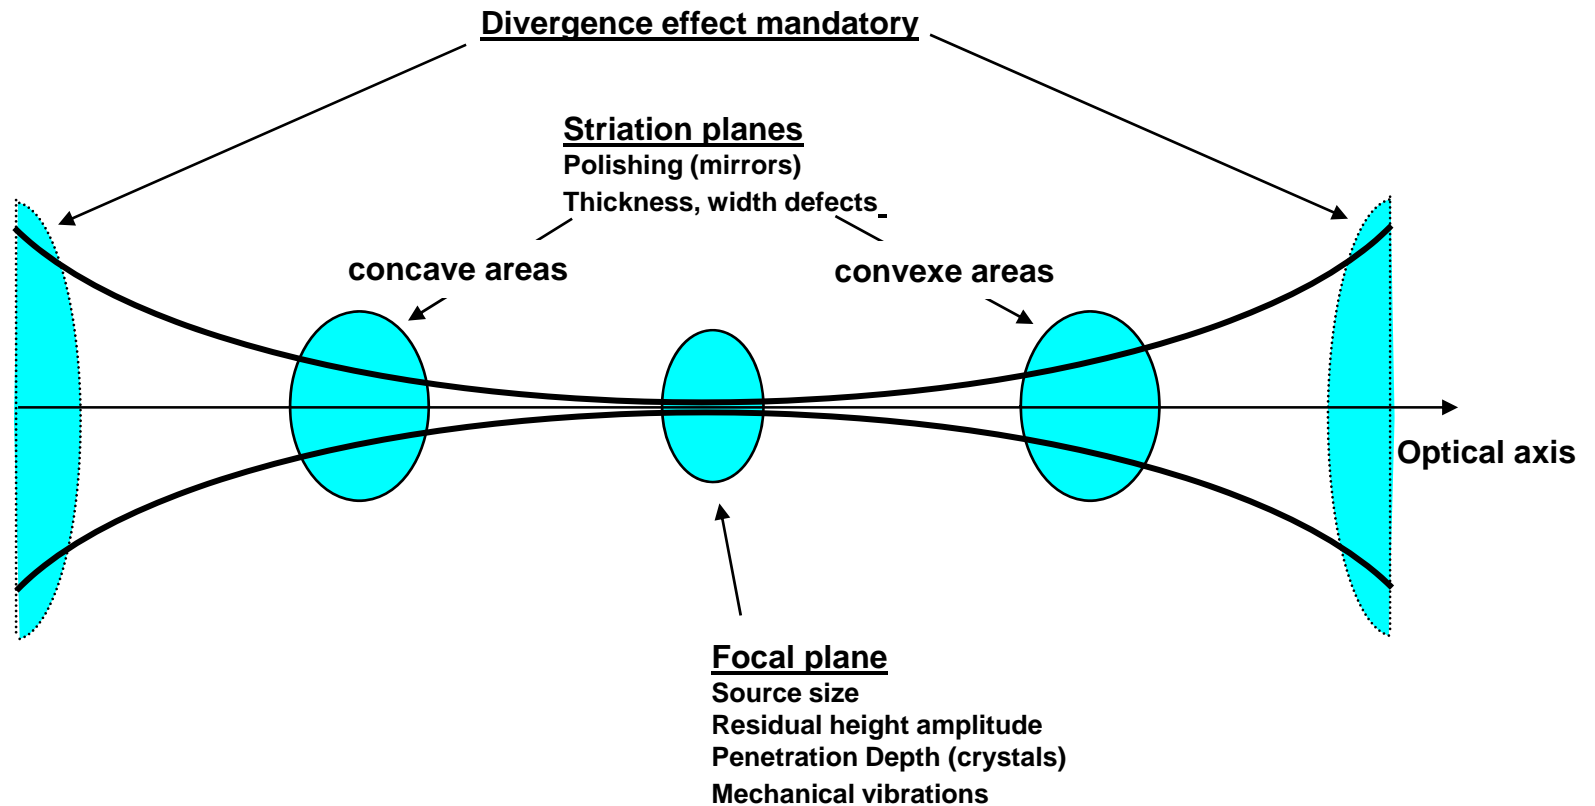 Divergence effect mandatory
Striation planes
Polishing (mirrors)
Thickness, width defects
concave areas
convexe areas
Optical axis
Focal plane
Source size
Residual height amplitude
Penetration Depth (crystals)
Mechanical vibrations